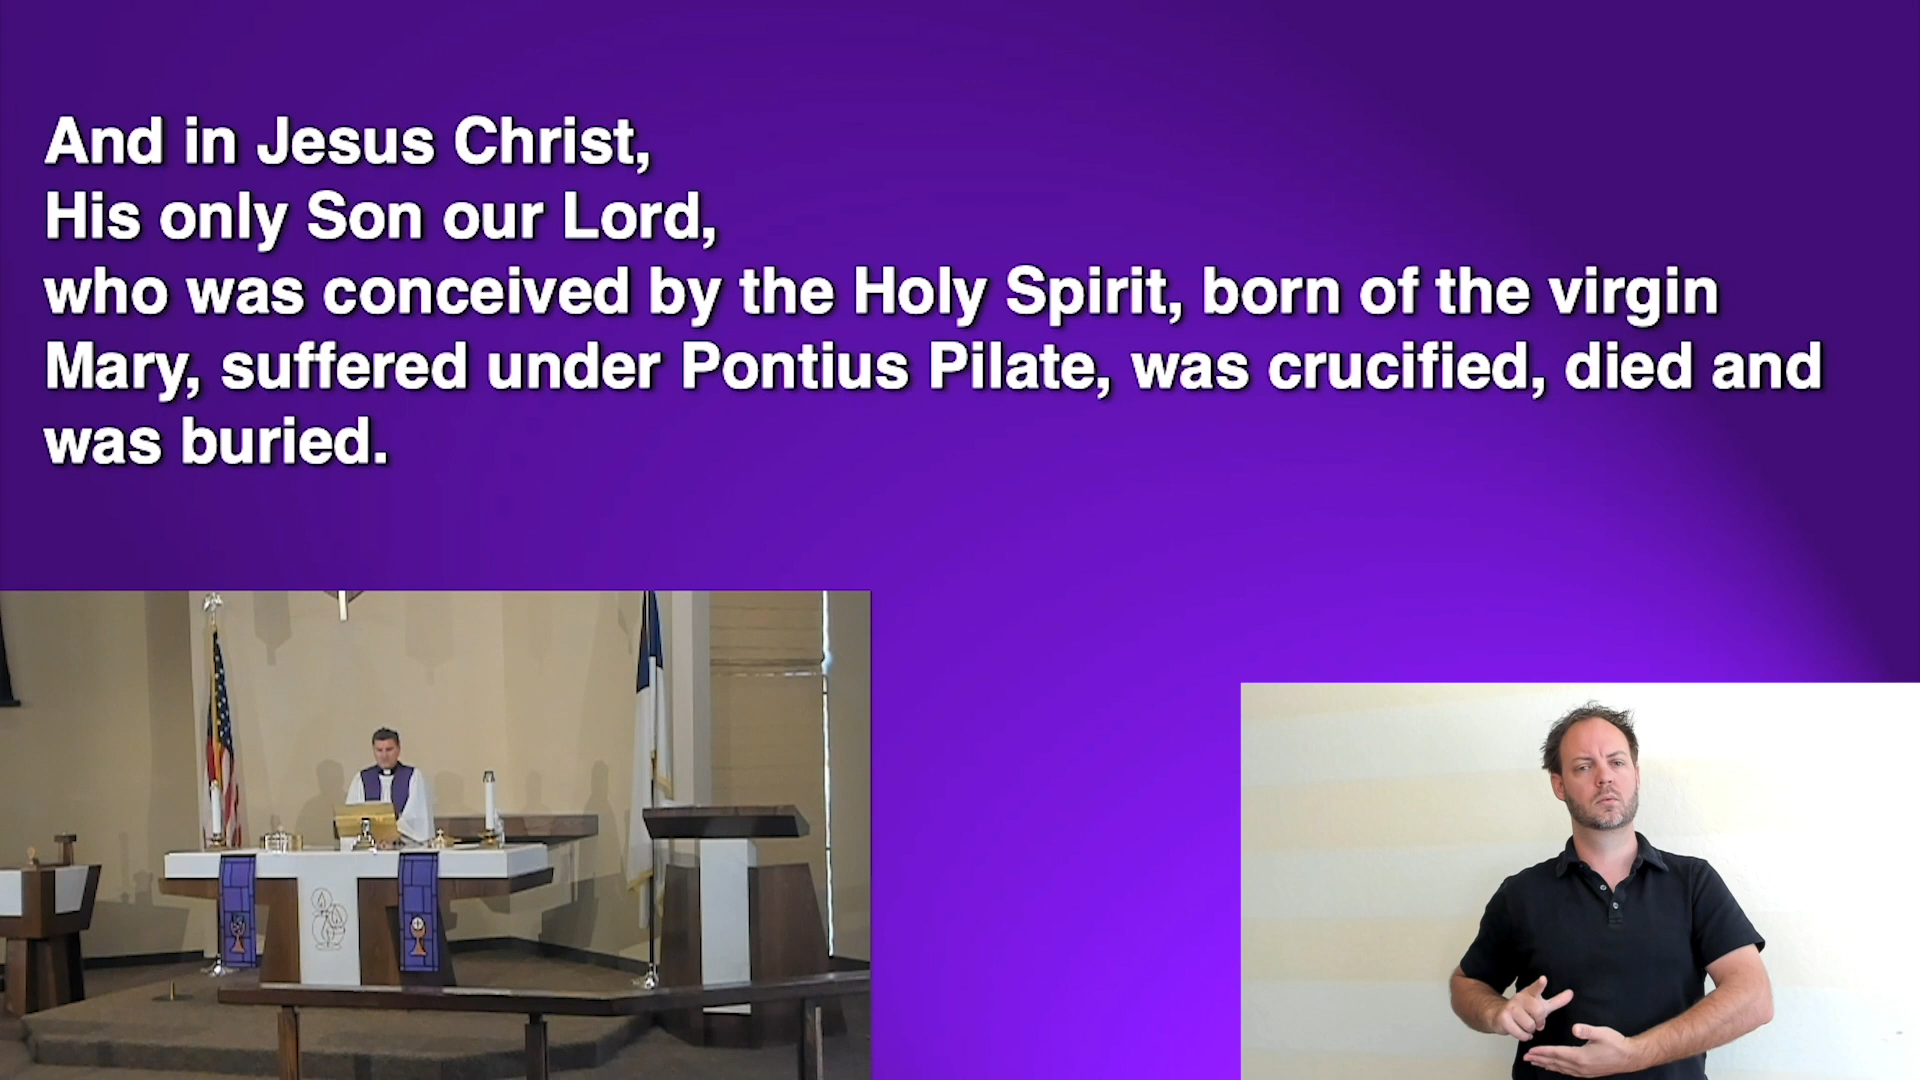 And in Jesus Christ,
His only Son our Lord,
who was conceived by the Holy Spirit, born of the virgin
Mary, suffered under Pontius Pilate, was crucified, died and
was buried.